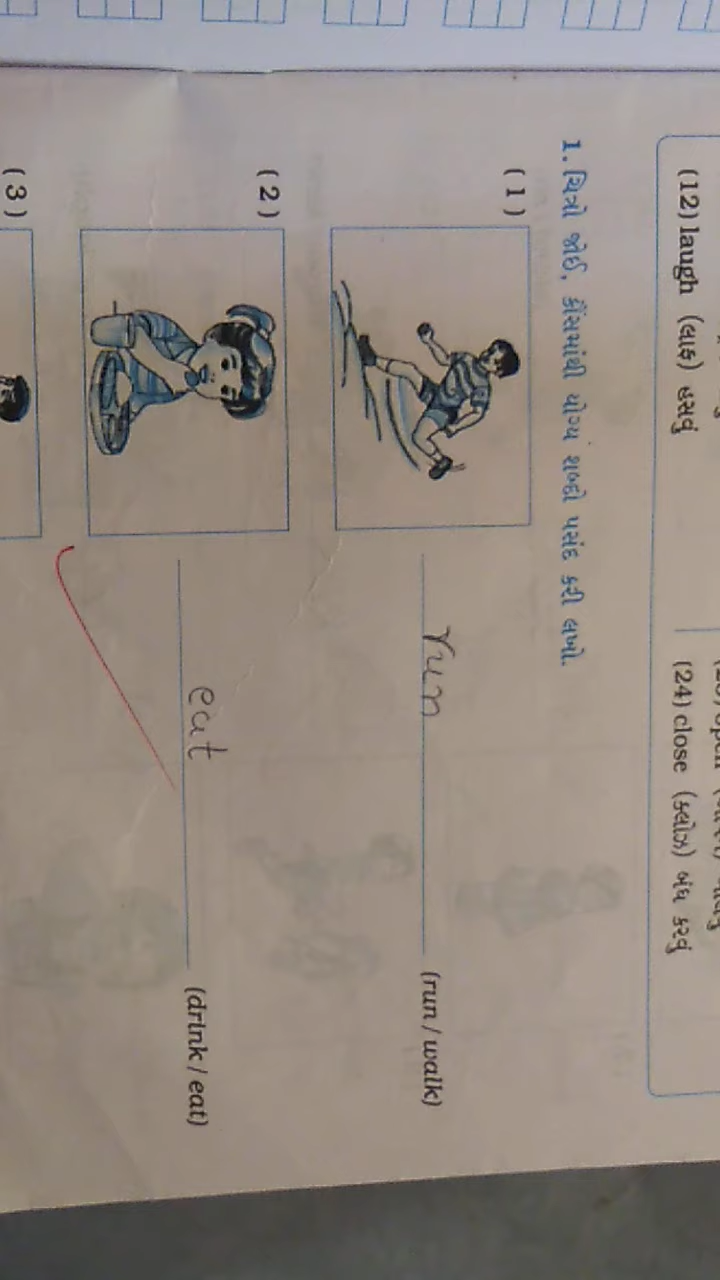 (12) laugh (લાફ) હસવું
(24) close (ક્લોઝ) બંધ કરવું
1. ચિત્રો જોઈ, કૌંસમાંથી યોગ્ય શબ્દો પસંદ કરી લખો.
(1) run (run / walk)
(2) eat (drink / eat)
(3)